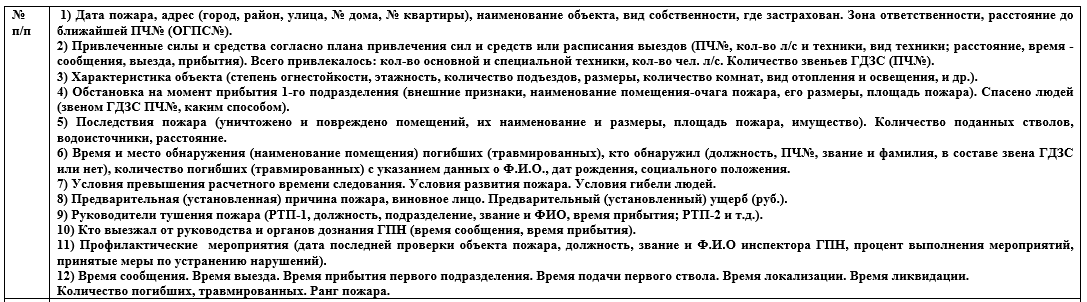 №
п/п
1) Дата пожара, адрес (город, район, улица, № дома, № квартиры), наименование объекта, вид собственности, где застрахован. Зона ответственности, расстояние до
ближайшей ПЧ№ (ОГПС№).
2) Привлеченные силы и средства согласно плана привлечения сил и средств или расписания выездов (ПЧ№, кол-во л/с и техники, вид техники; расстояние, время -
сообщения, выезда, прибытия). Всего привлекалось: кол-во основной и специальной техники, кол-во чел. л/с. Количество звеньев ГДЗС (ПЧ№).
3) Характеристика объекта (степень огнестойкости, этажность, количество подъездов, размеры, количество комнат, вид отопления и освещения, и др.).
4) Обстановка на момент прибытия 1-го подразделения (внешние признаки, наименование помещения-очага пожара, его размеры, площадь пожара). Спасено людей
(звеном ГДЗС ПЧ№, каким способом).
5) Последствия пожара (уничтожено и повреждено помещений, их наименование и размеры, площадь пожара, имущество). Количество поданных стволов,
водоисточники, расстояние.
6) Время и место обнаружения (наименование помещения) погибших (травмированных), кто обнаружил (должность, ПЧ№, звание и фамилия, в составе звена ГДЗС
или нет), количество погибших (травмированных) с указанием данных о Ф.И.О., дат рождения, социального положения.
7) Условия превышения расчетного времени следования. Условия развития пожара. Условия гибели людей.
8) Предварительная (установленная) причина пожара, виновное лицо. Предварительный (установленный) ущерб (руб.).
9) Руководители тушения пожара (РТП-1, должность, подразделение, звание и ФИО, время прибытия; РТП-2 и т.д.).
10) Кто выезжал от руководства и органов дознания ГПН (время сообщения, время прибытия).
11) Профилактические мероприятия (дата последней проверки объекта пожара, должность, звание и Ф.И.О инспектора ГПН, процент выполнения мероприятий,
принятые меры по устранению нарушений).
12) Время сообщения. Время выезда. Время прибытия первого подразделения. Время подачи первого ствола. Время локализации. Время ликвидации.
Количество погибших, травмированных. Ранг пожара.